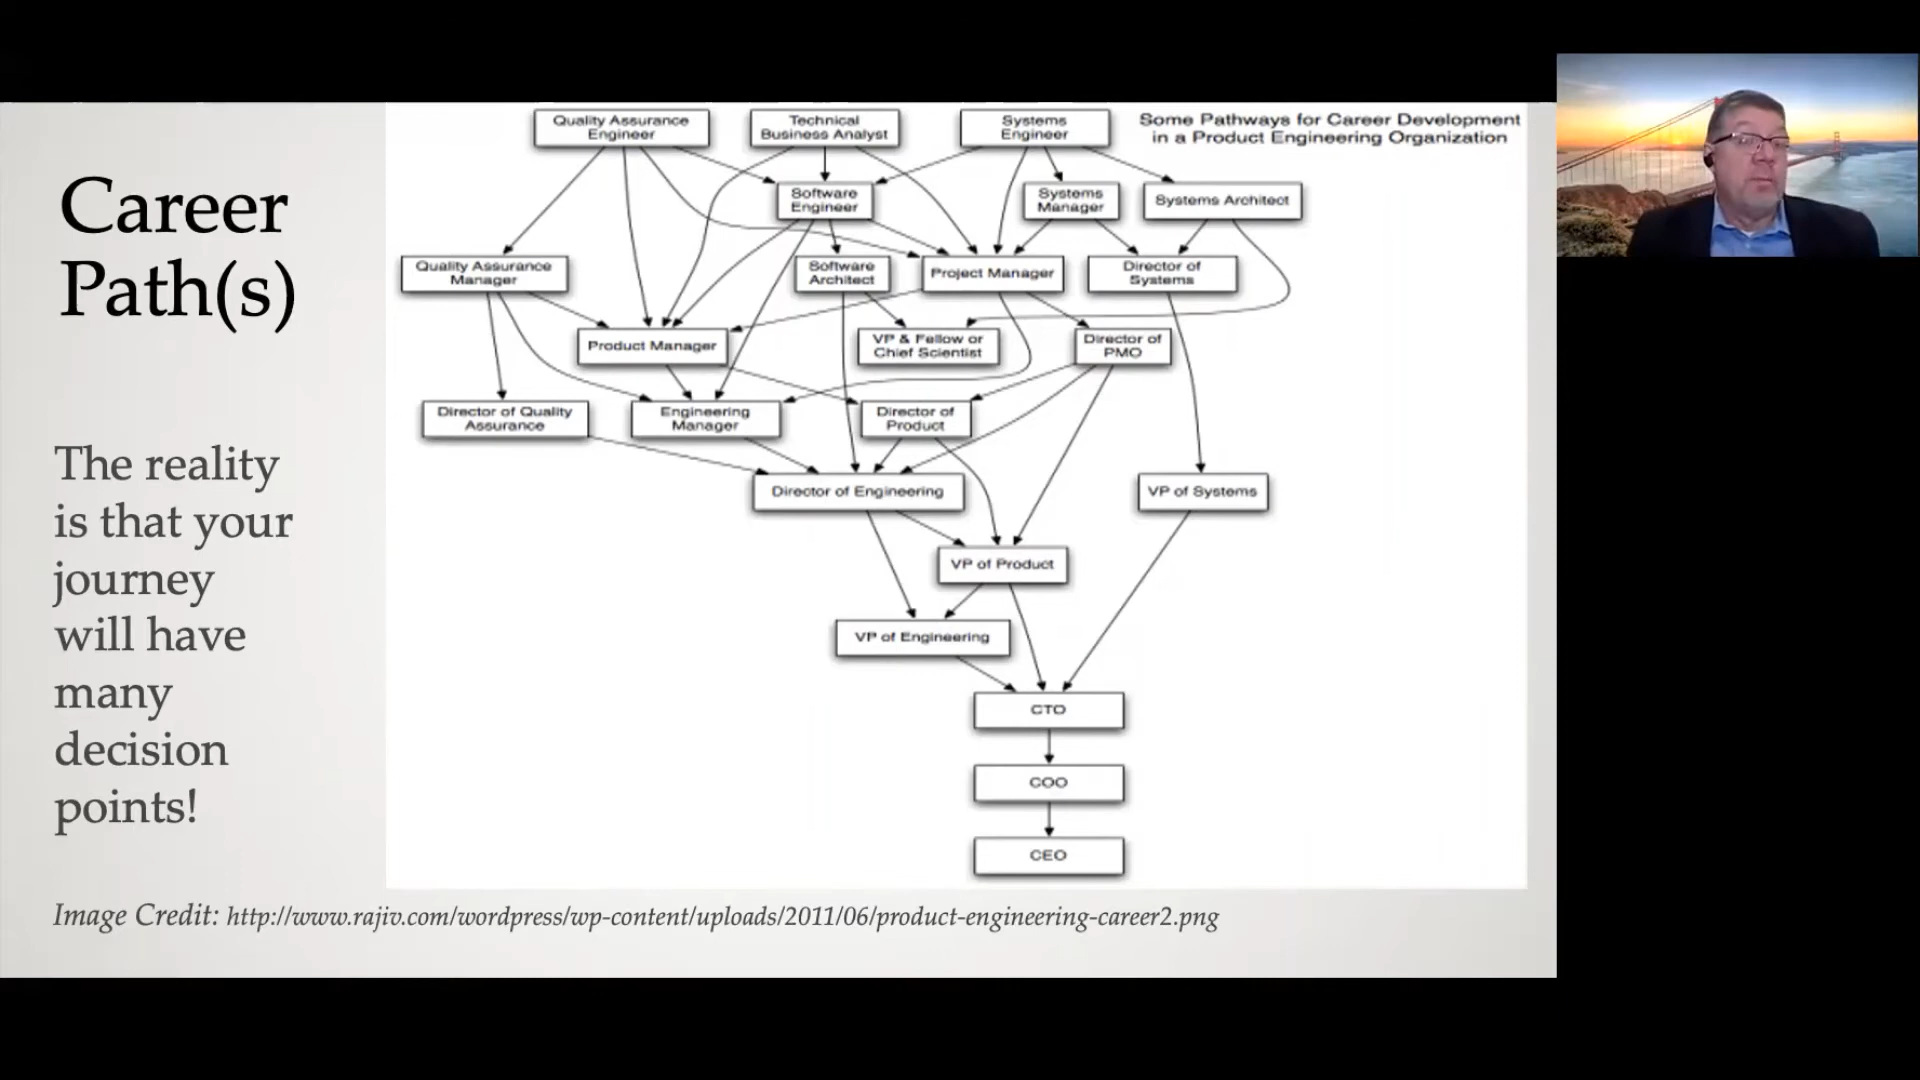 Career
Path(s)
The reality
is that your
journey
will have
many
decision
points!
Some Pathways for Career Development
in a Product Engineering Organization
Quality Assurance
Engineer
Technical
Business Analyst
Systems
Engineer
Software
Engineer
Systems
Manager
Systems Architect
Quality Assurance
Manager
Software
Architect
Project Manager
Director of
Systems
Product Manager
VP & Fellow or
Chief Scientist
Director of
PMO
Director of Quality
Assurance
Engineering
Manager
Director of
Product
Director of Engineering
VP of Systems
VP of Product
VP of Engineering
CTO
COO
CEO
Image Credit: http://www.rajiv.com/wordpress/wp-content/uploads/2011/06/product-engineering-career2.png